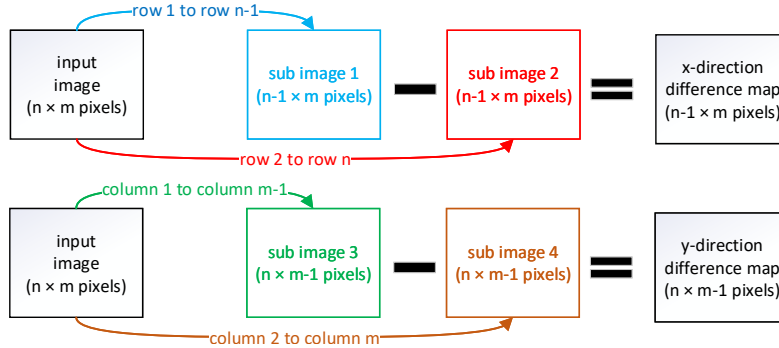 row 1 to row n-1
input
image
(n × m pixels)
sub image 1
(n-1 × m pixels)
sub image 2
(n-1 × m pixels)
x-direction
difference map
(n-1 × m pixels)
row 2 to row n
column 1 to column m-1
input
image
(n × m pixels)
sub image 3
(n × m-1 pixels)
sub image 4
(n × m-1 pixels)
y-direction
difference map
(n × m-1 pixels)
column 2 to column m